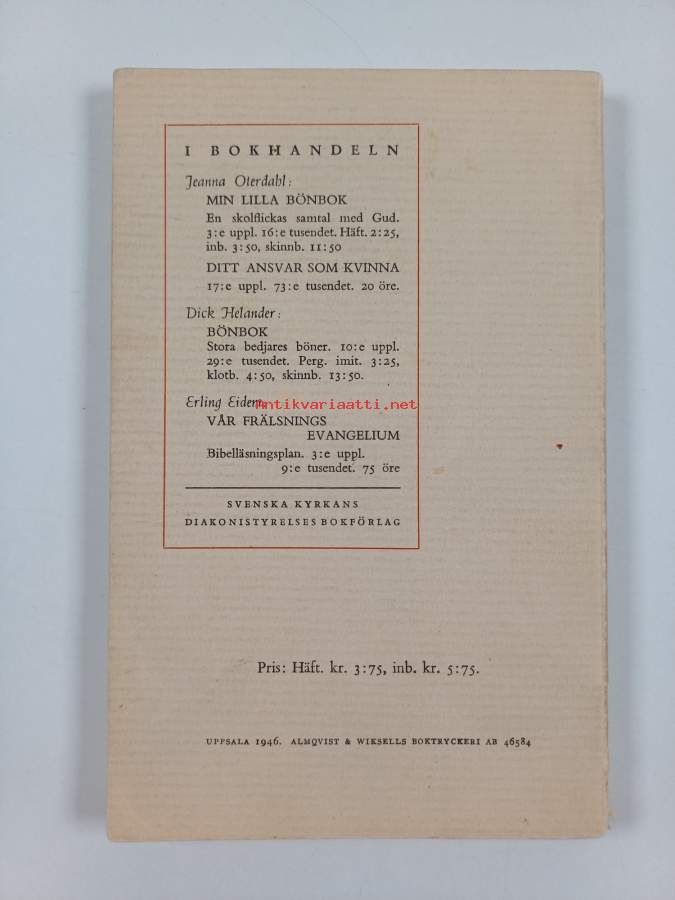 I BOKHANDELN
Jeanna Oterdahl:
MIN LILLA BÖNBOK
En skolflickas samtal med Gud.
3:e uppl. 16:e tusendet. Häft. 2:25,
inb. 3:50, skinnb. 11:50
DITT ANSVAR SOM KVINNA
17:e uppl. 73:e tusendet. 20 öre.
Dick Helander:
BÖNBOK
Stora bedjares böner. 10:e uppl.
29:e tusendet. Perg. imit. 3:25,
klotb. 4:50, skinnb. 13:50.
Erling Eidem:
Antikvariaatti.net
VÅR FRÄLSNINGS
EVANGELIUM
Bibelläsningsplan. 3:e uppl.
9:e tusendet. 75 öre
SVENSKA KYRKANS
DIAKONISTYRELSES BOKFÖRLAG
Pris: Häft. kr. 3:75, inb. kr. 5:75.
UPPSALA 1946. ALMQVIST & WIKSELLS BOKTRYCKERI AB 46584